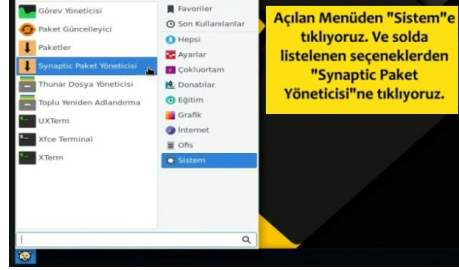 Görev Yöneticisi
Paket Güncelleyici
Paketler
Synaptic Paket Yöneticisi
Thunar Dosya Yöneticisi
Toplu Yeniden Adlandırma
UXTerm
Xfce Terminal
XTerm
Favoriler
Son Kullanılanlar
Hepsi
Ayarlar
Çokluortam
Donatılar
Eğitim
Grafik
İnternet
Ofis
Sistem
Açılan Menüden "Sistem"e
tıklıyoruz. Ve solda
listelenen seçeneklerden
"Synaptic Paket
Yöneticisi"ne tıklıyoruz.